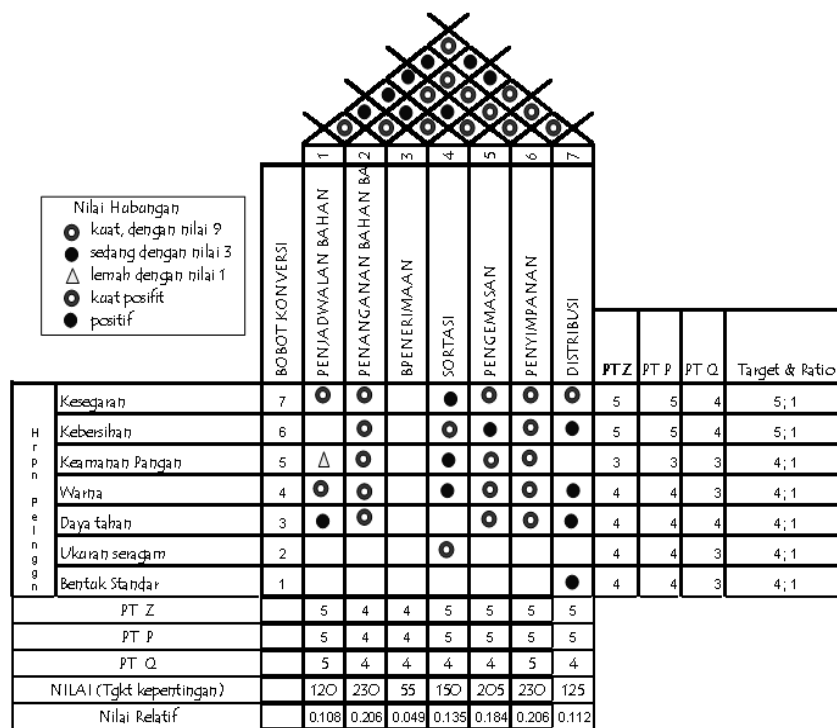 1 2 3 4 5 6 7
Nilai Hubungan
kuat, dengan nilai 9
sedang dengan nilai 3
lemah dengan nilai 1
kuat posifit
positif
BOBOT KONVERSI
PENJADWALAN BAHAN
PENANGANAN BAHAN BA
BPENERIMAAN
SORTASI
PENGEMASAN
PENYIMPANAN
DISTRIBUSI
PT Z PT P PT Q Target & Ratio
Hrpn Pelnggn
Kesegaran 7 5 5 4 5; 1
Kebersihan 6 5 5 4 5; 1
Keamanan Pangan 5 3 3 3 4; 1
Warna 4 4 4 3 4; 1
Daya tahan 3 4 4 4 4; 1
Ukuran seragam 2 4 4 3 4; 1
Bentuk Standar 1 4 4 3 4; 1
PT Z 5 4 4 5 5 5 5
PT P 5 4 4 5 5 5 5
PT Q 5 4 4 4 4 5 4
NILAI (Tgkt kepentingan) 120 230 55 150 205 230 125
Nilai Relatif 0.108 0.206 0.049 0.135 0.184 0.206 0.112